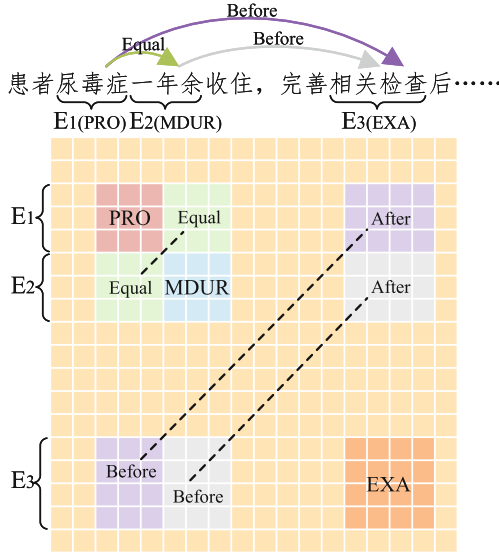 Before
Equal
Before
患者尿毒症一年余收住，完善相关检查后……
E1(PRO) E2(MDUR) E3(EXA)
E1 PRO Equal After
E2 Equal MDUR After
E3 Before Before EXA